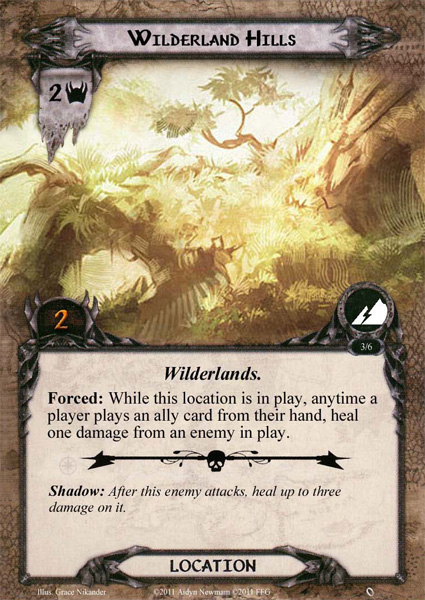 WILDERLAND HILLS
2
2
3/6
Wilderlands.
Forced: While this location is in play, anytime a
player plays an ally card from their hand, heal
one damage from an enemy in play.
Shadow: After this enemy attacks, heal up to three
damage on it.
LOCATION
Illus. Grace Nikander ©2011 Aidyn Newmam ©2011 FFG